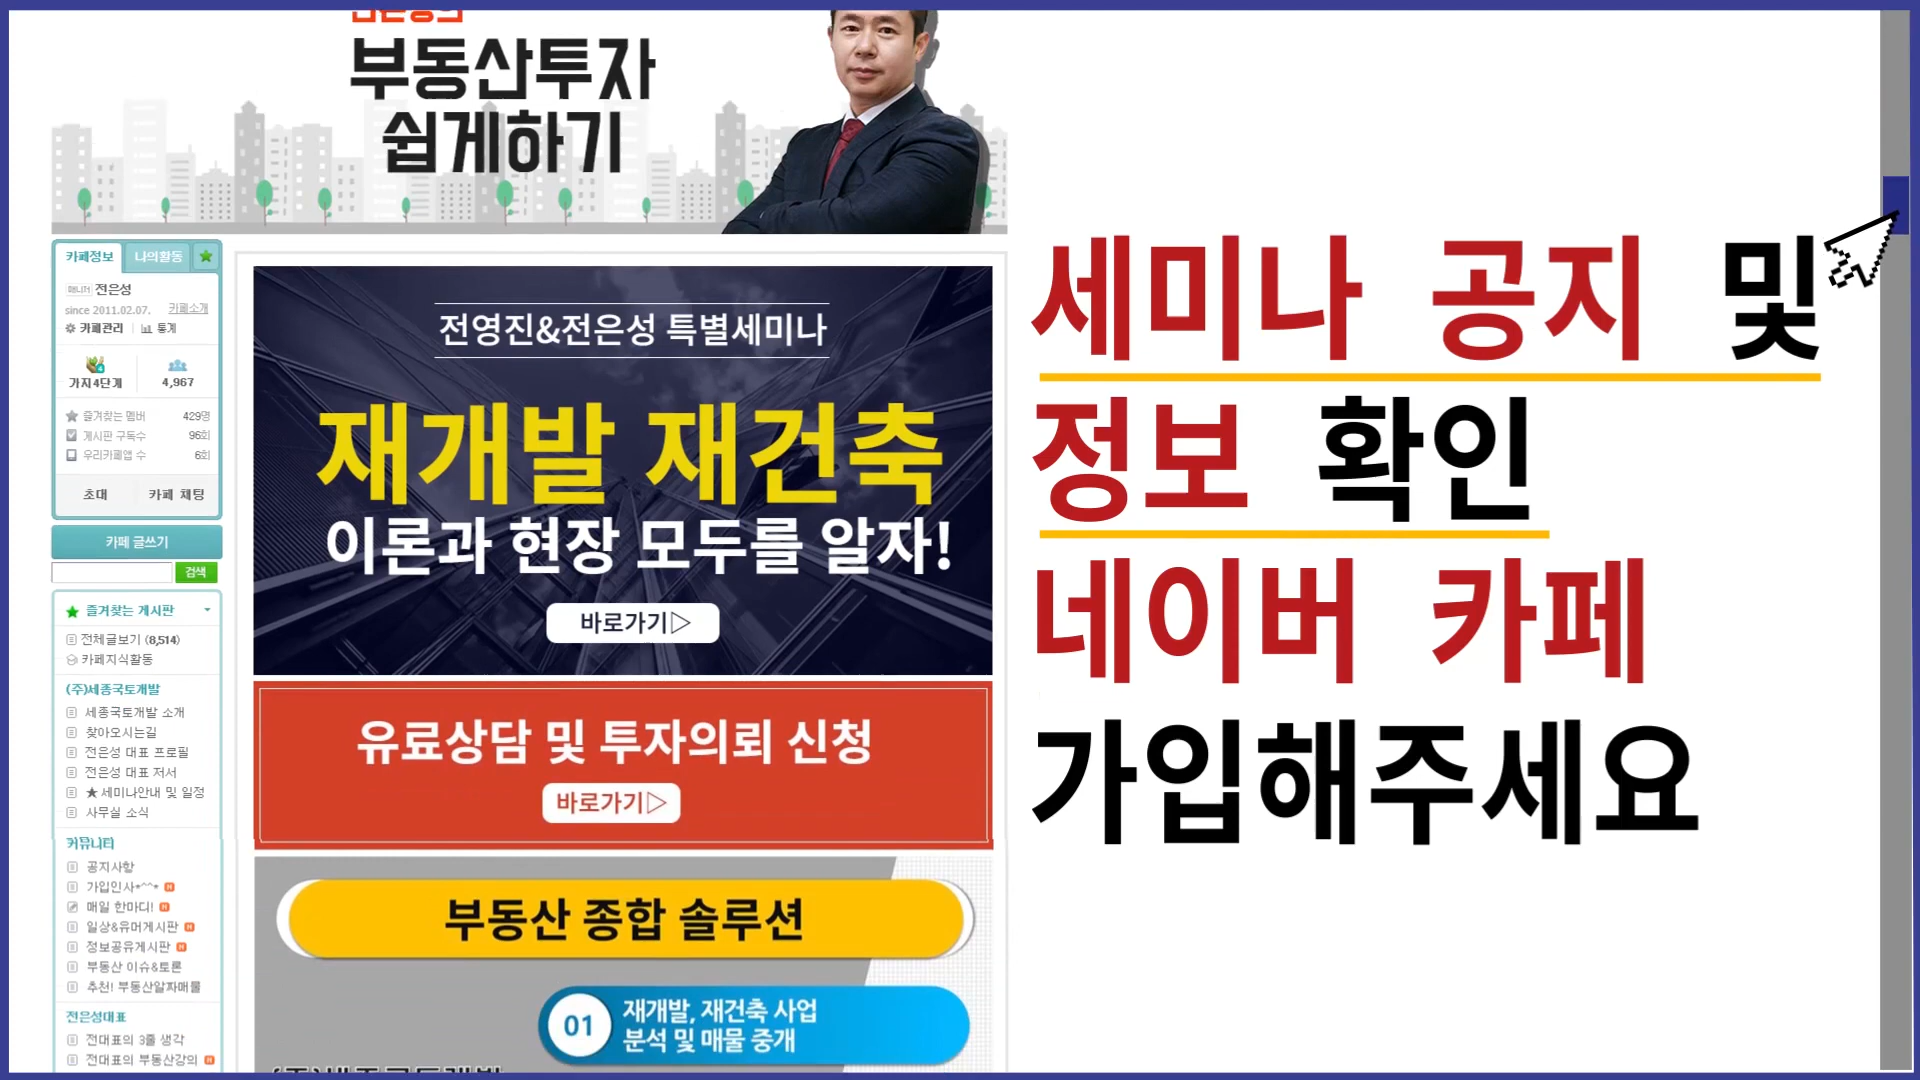 전은성의
부동산투자
쉽게하기
카페정보
나의활동
매니저 전은성
since 2011.02.07.
카페소개
카페관리
통계
가지4단계
4,967
즐겨찾는 멤버 429명
게시판 구독수 96회
우리카페앱 수 6회
초대
카페 채팅
카페 글쓰기
검색
즐겨찾는 게시판
전체글보기 (8,514)
카페지식활동
(주)세종국토개발
세종국토개발 소개
찾아오시는길
전은성 대표 프로필
전은성 대표 저서
★ 세미나안내 및 일정
사무실 소식
커뮤니티
공지사항
가입인사*^^* N
매일 한마디! N
일상&유머게시판 N
정보공유게시판 N
부동산 이슈&토론
추천! 부동산알짜매물
전은성대표
전대표의 3줄 생각
전대표의 부동산강의 N
전영진&전은성 특별세미나
재개발 재건축
이론과 현장 모두를 알자!
바로가기▷
유료상담 및 투자의뢰 신청
바로가기▷
부동산 종합 솔루션
01
재개발, 재건축 사업
분석 및 매물 중개
세미나 공지 및
정보 확인
네이버 카페
가입해주세요